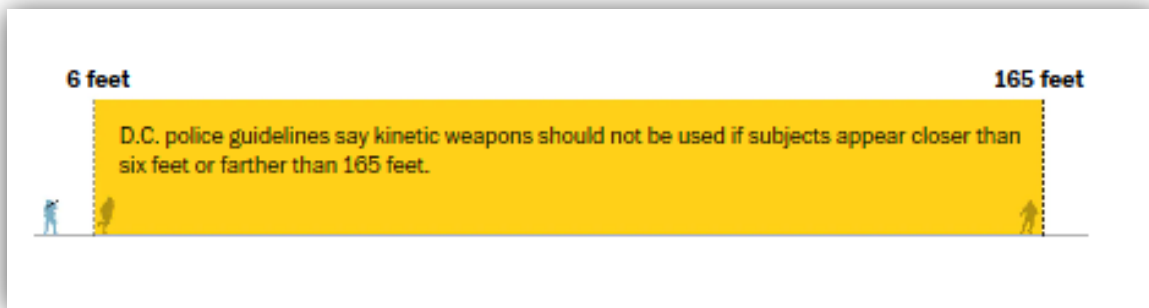 6 feet
165 feet
D.C. police guidelines say kinetic weapons should not be used if subjects appear closer than
six feet or farther than 165 feet.